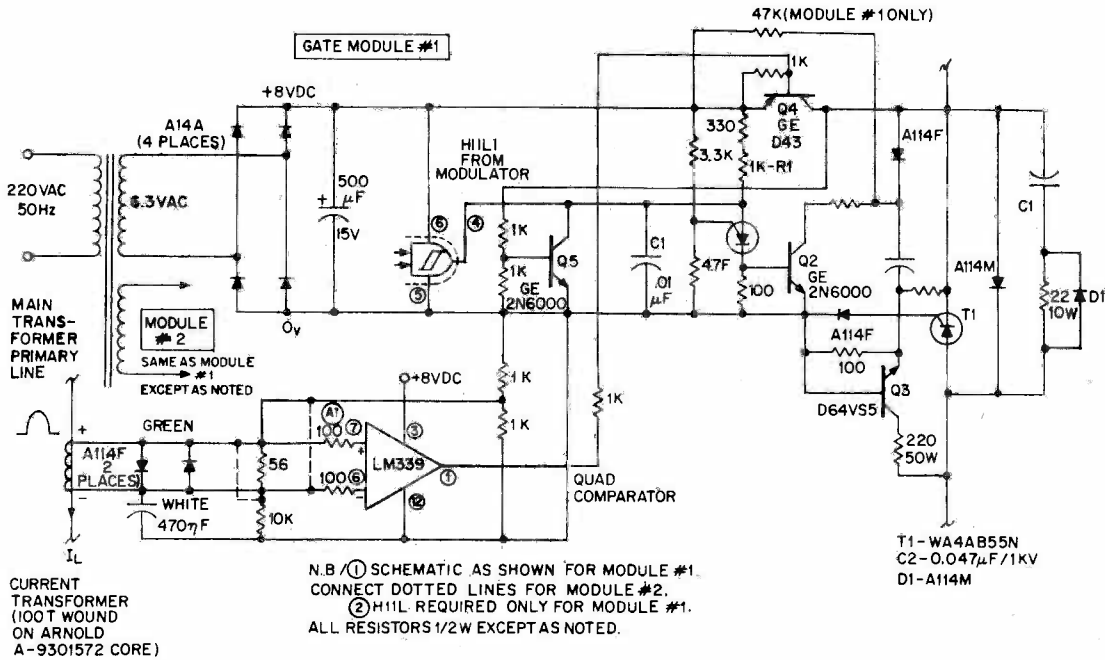 47K(MODULE #1ONLY)
GATE MODULE #1
1K
+8VDC
Q4
GE
D43
A14A
(4 PLACES)
330
A114F
3.3K
1K-R1
H11L1
FROM
MODULATOR
220VAC
50Hz
6.3VAC
+
500
µF
15V
⑥
④
⑤
1K
1K
Q5
GE
2N6000
C1
.01
µF
47F
100
Q2
GE
2N6000
A114M
C1
22
10W
D1
T1
A114F
100
Q3
D64VS5
220
50W
0v
MAIN
TRANS-
FORMER
PRIMARY
LINE
MODULE
#2
SAME AS MODULE
#1
EXCEPT AS NOTED
+8VDC
1K
1K
1K
GREEN
A1
100
⑦
③
+
LM339
①
A114F
2
PLACES)
+
-
56
100
⑥
-
⑫
QUAD
COMPARATOR
WHITE
470ηF
10K
IL
T1-WA4AB55N
C2-0.047µF/1KV
D1-A114M
CURRENT
TRANSFORMER
(100T WOUND
ON ARNOLD
A-9301572 CORE)
N.B/① SCHEMATIC AS SHOWN FOR MODULE #1.
CONNECT DOTTED LINES FOR MODULE #2.
② H11L REQUIRED ONLY FOR MODULE #1.
ALL RESISTORS 1/2W EXCEPT AS NOTED.